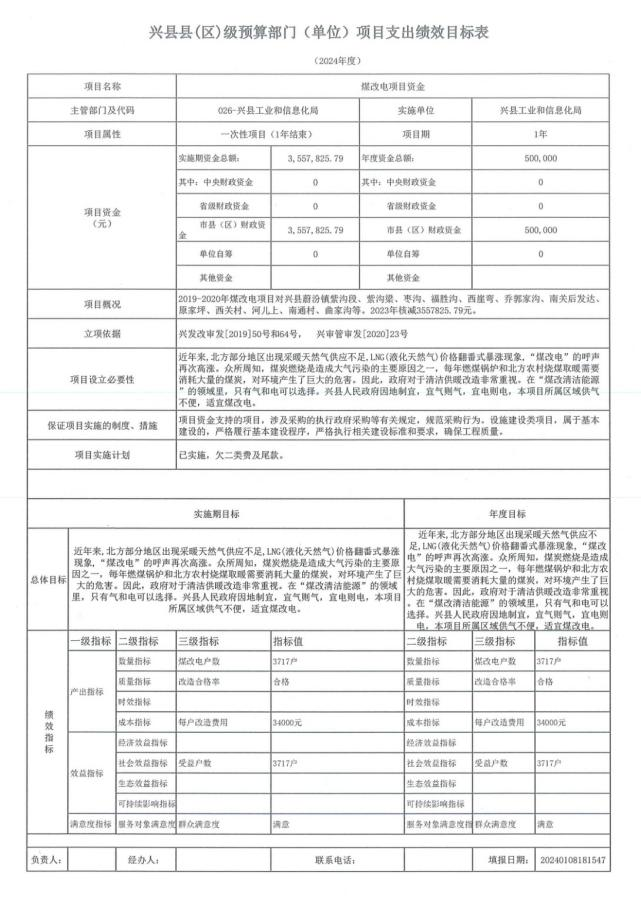 兴县县(区)级预算部门（单位）项目支出绩效目标表
（2024年度）
项目名称 煤改电项目资金
主管部门及代码 026-兴县工业和信息化局 实施单位 兴县工业和信息化局
项目属性 一次性项目（1年结束） 项目期 1年
项目资金（元）
实施期资金总额： 3,557,825.79 年度资金总额： 500,000
其中：中央财政资金 0 其中：中央财政资金 0
省级财政资金 0 省级财政资金 0
市县（区）财政资金 3,557,825.79 市县（区）财政资金 500,000
单位自筹 0 单位自筹 0
其他资金 其他资金
项目概况
2019-2020年煤改电项目对兴县蔚汾镇紫沟段、紫沟梁、枣沟、福胜沟、西崖弯、乔郭家沟、南关后发达、
原家坪、西关村、河儿上、南通村、曲家沟等。2023年核减3557825.79元。
立项依据 兴发改审发[2019]50号和64号， 兴审管审发[2020]23号
项目设立必要性
近年来,北方部分地区出现采暖天然气供应不足,LNG(液化天然气)价格翻番式暴涨现象,“煤改电”的呼声
再次高涨。众所周知，煤炭燃烧是造成大气污染的主要原因之一，每年燃煤锅炉和北方农村烧煤取暖需要
消耗大量的煤炭，对环境产生了巨大的危害。因此，政府对于清洁供暖改造非常重视。在“煤改清洁能源
”的领域里，只有气和电可以选择。兴县人民政府因地制宜，宜气则气，宜电则电，本项目所属区域供气
不便，适宜煤改电。
保证项目实施的制度、措施
项目资金支持的项目，涉及采购的执行政府采购等有关规定，规范采购行为。设施建设类项目，属于基本
建设的，严格履行基本建设程序，严格执行相关建设标准和要求，确保工程质量。
项目实施计划 已实施，欠二类费及尾款。
实施期目标 年度目标
总体目标
近年来,北方部分地区出现采暖天然气供应不足,LNG(液化天然气)价格翻番式暴涨
现象,“煤改电”的呼声再次高涨。众所周知，煤炭燃烧是造成大气污染的主要原
因之一，每年燃煤锅炉和北方农村烧煤取暖需要消耗大量的煤炭，对环境产生了巨
大的危害。因此，政府对于清洁供暖改造非常重视。在“煤改清洁能源”的领域
里，只有气和电可以选择。兴县人民政府因地制宜，宜气则气，宜电则电，本项目
所属区域供气不便，适宜煤改电。
近年来,北方部分地区出现采暖天然气供应不
足,LNG(液化天然气)价格翻番式暴涨现象,“煤改
电”的呼声再次高涨。众所周知，煤炭燃烧是造成
大气污染的主要原因之一，每年燃煤锅炉和北方农
村烧煤取暖需要消耗大量的煤炭，对环境产生了巨
大的危害。因此，政府对于清洁供暖改造非常重视
。在“煤改清洁能源”的领域里，只有气和电可以
选择。兴县人民政府因地制宜，宜气则气，宜电则
电，本项目所属区域供气不便，适宜煤改电。
绩效指标
一级指标 二级指标 三级指标 指标值 二级指标 三级指标 指标值
产出指标
数量指标 煤改电户数 3717户 数量指标 煤改电户数 3717户
质量指标 改造合格率 合格 质量指标 改造合格率 合格
时效指标 时效指标
成本指标 每户改造费用 34000元 成本指标 每户改造费用 34000元
效益指标
经济效益指标 经济效益指标
社会效益指标 受益户数 3717户 社会效益指标 受益户数 3717户
生态效益指标 生态效益指标
可持续影响指标 可持续影响指标
满意度指标 服务对象满意度 群众满意度 满意 服务对象满意度指 群众满意度 满意
负责人： 经办人： 联系电话： 填报日期： 20240108181547